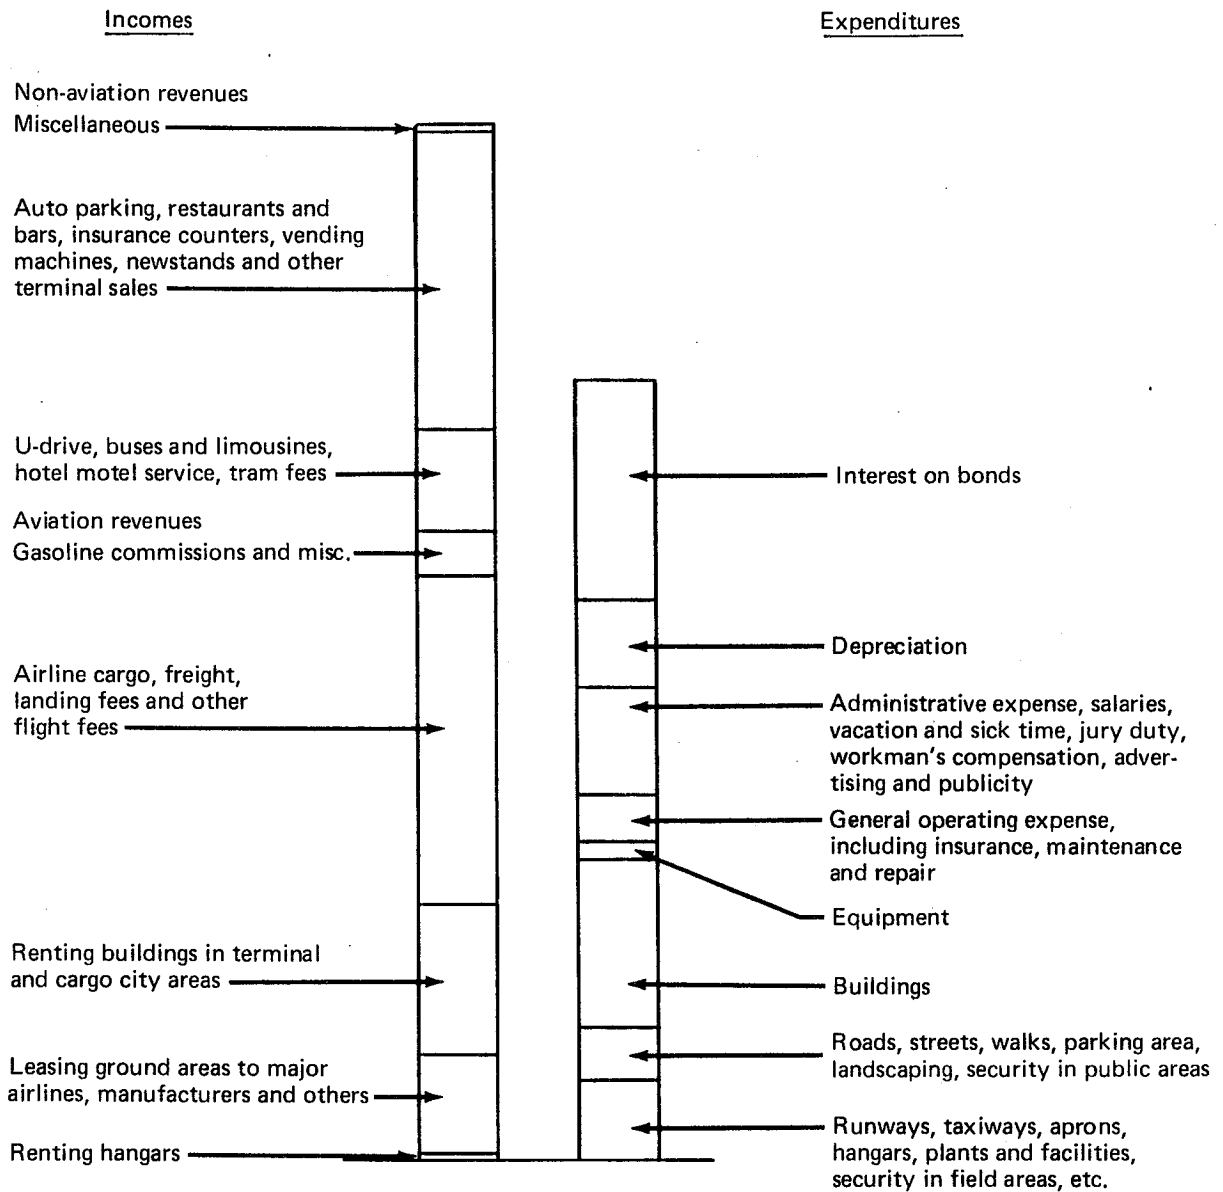 Incomes
Expenditures
Non-aviation revenues
Miscellaneous
Auto parking, restaurants and
bars, insurance counters, vending
machines, newstands and other
terminal sales
U-drive, buses and limousines,
hotel motel service, tram fees
Aviation revenues
Gasoline commissions and misc.
Airline cargo, freight,
landing fees and other
flight fees
Renting buildings in terminal
and cargo city areas
Leasing ground areas to major
airlines, manufacturers and others
Renting hangars
Interest on bonds
Depreciation
Administrative expense, salaries,
vacation and sick time, jury duty,
workman's compensation, adver-
tising and publicity
General operating expense,
including insurance, maintenance
and repair
Equipment
Buildings
Roads, streets, walks, parking area,
landscaping, security in public areas
Runways, taxiways, aprons,
hangars, plants and facilities,
security in field areas, etc.